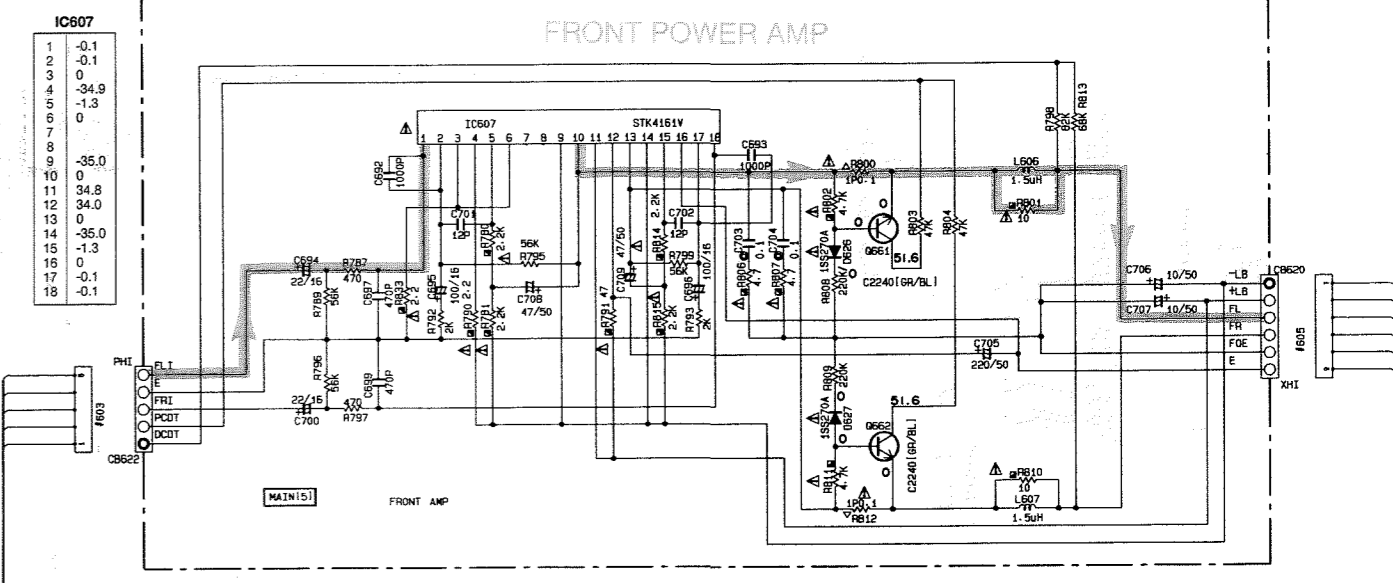 FRONT POWER AMP
IC607
1 -0.1
2 -0.1
3 0
4 -34.9
5 -1.3
6 0
7
8
9 -35.0
10 0
11 34.8
12 34.0
13 0
14 -35.0
15 -1.3
16 0
17 -0.1
18 -0.1
IC607 STK4161V
1 2 3 4 5 6 7 8 9 10 11 12 13 14 15 16 17 18
C692
1000P
C693
1000P
C701
12P
R780
2.2K
56K
R795
C694
22/16
R787
470
R789
56K
C697
470P
R833
2.2
C695
100/16
R792
2K
R790
2.2
R781
2.2K
C708
47/50
R791 47
C709 47/50
R814 2.2K
C702
12P
R799
56K
C696
100/16
R815
2.2K
R793
2K
C703
0.1
C704
0.1
R806
4.7
R807
4.7
R802
4.7K
R800
1P0.1
1SS270A
D626
R808
220K
Q661
51.6
C2240[GR/BL]
R803
47K
R804
47K
R798
82K
68K R813
L606
1.5uH
R801
10
C706
10/50
C707
10/50
C705
220/50
R809
220K
1SS270A
D627
51.6
Q662
C2240[GR/BL]
R811
4.7K
1P0.1
R812
R810
10
L607
1.5uH
-LB
+LB
FL
FR
FOE
E
CB620
XHI
#605
PHI
FLI
E
FRI
PCDT
DCDT
CB622
#603
R796
56K
C699
470P
22/16
C700
470
R797
MAIN[5]
FRONT AMP